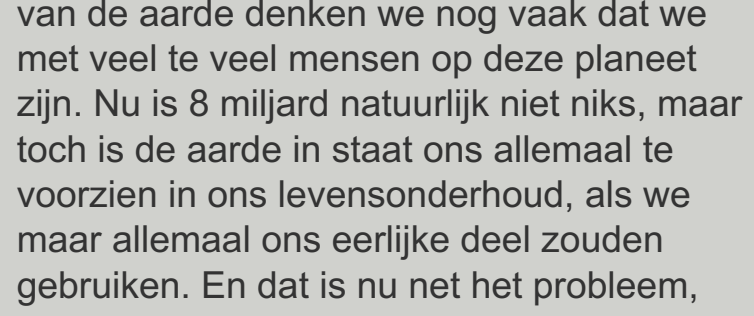 van de aarde denken we nog vaak dat we
met veel te veel mensen op deze planeet
zijn. Nu is 8 miljard natuurlijk niet niks, maar
toch is de aarde in staat ons allemaal te
voorzien in ons levensonderhoud, als we
maar allemaal ons eerlijke deel zouden
gebruiken. En dat is nu net het probleem,